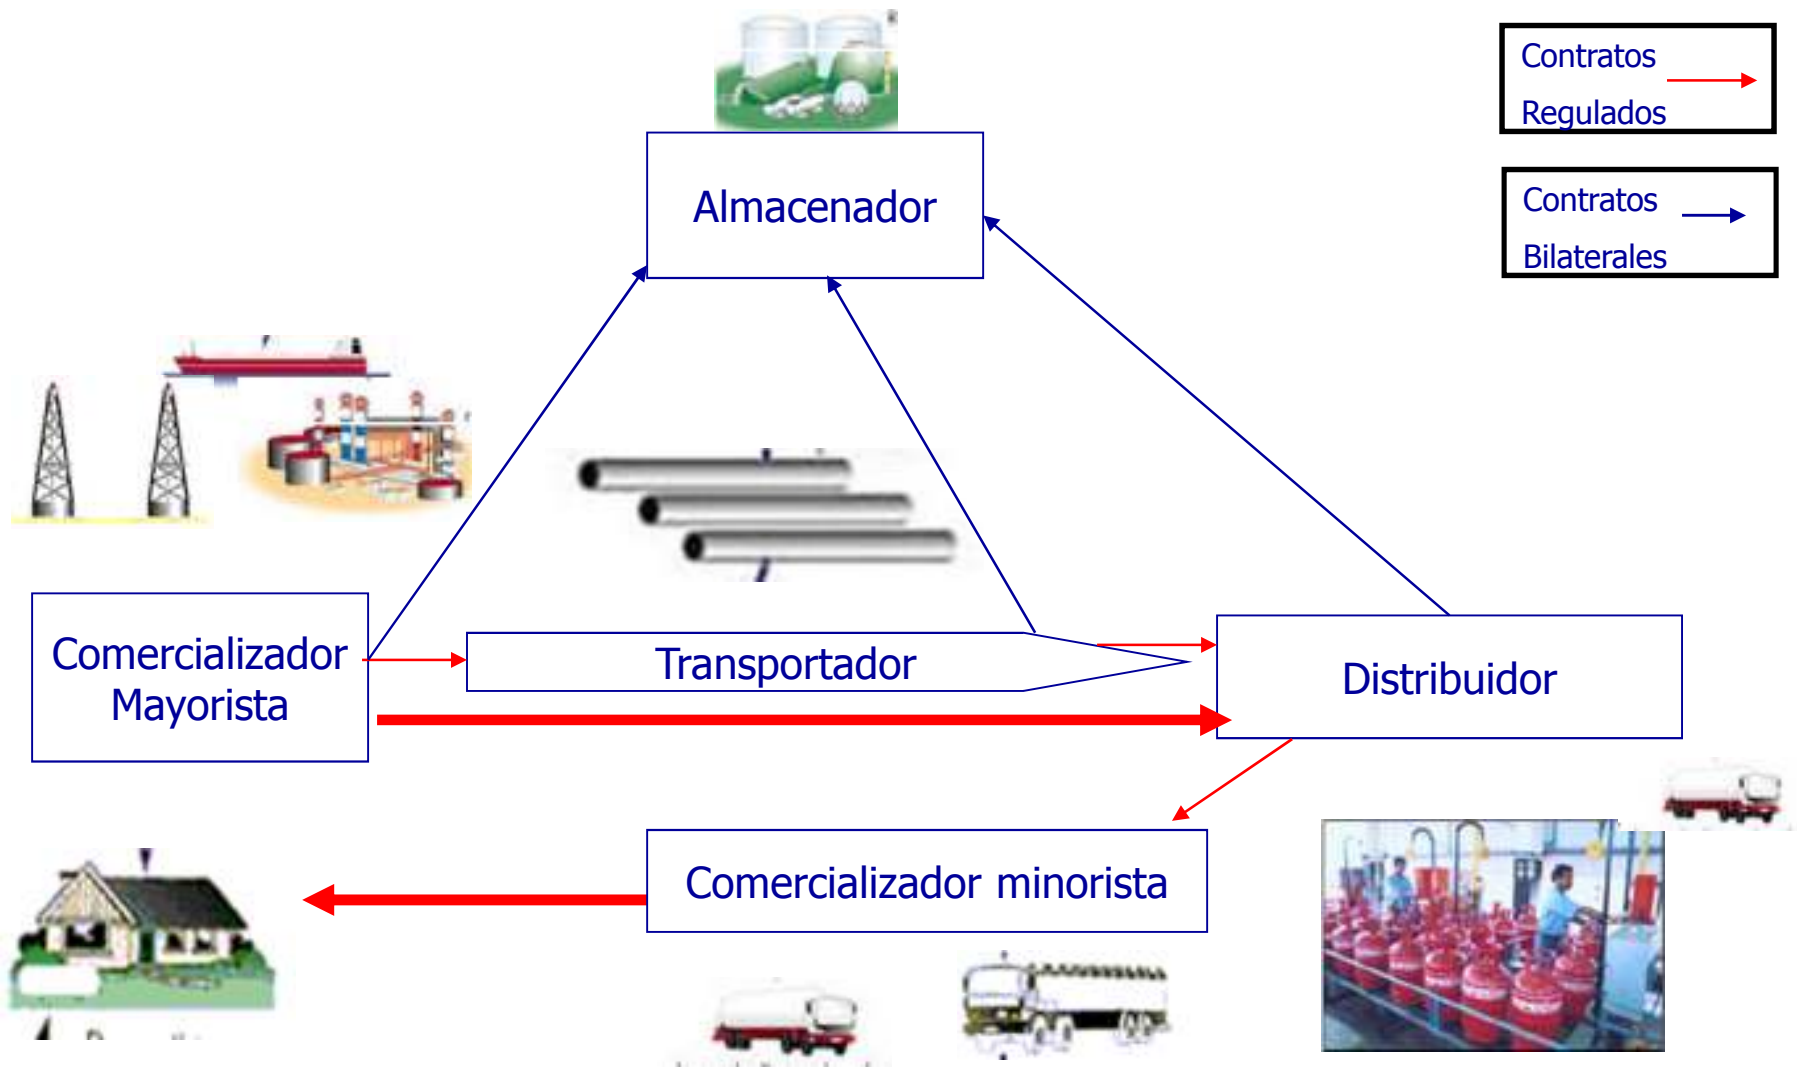 Contratos
Regulados
Contratos
Bilaterales
Almacenador
Comercializador
Mayorista
Transportador
Distribuidor
Comercializador minorista